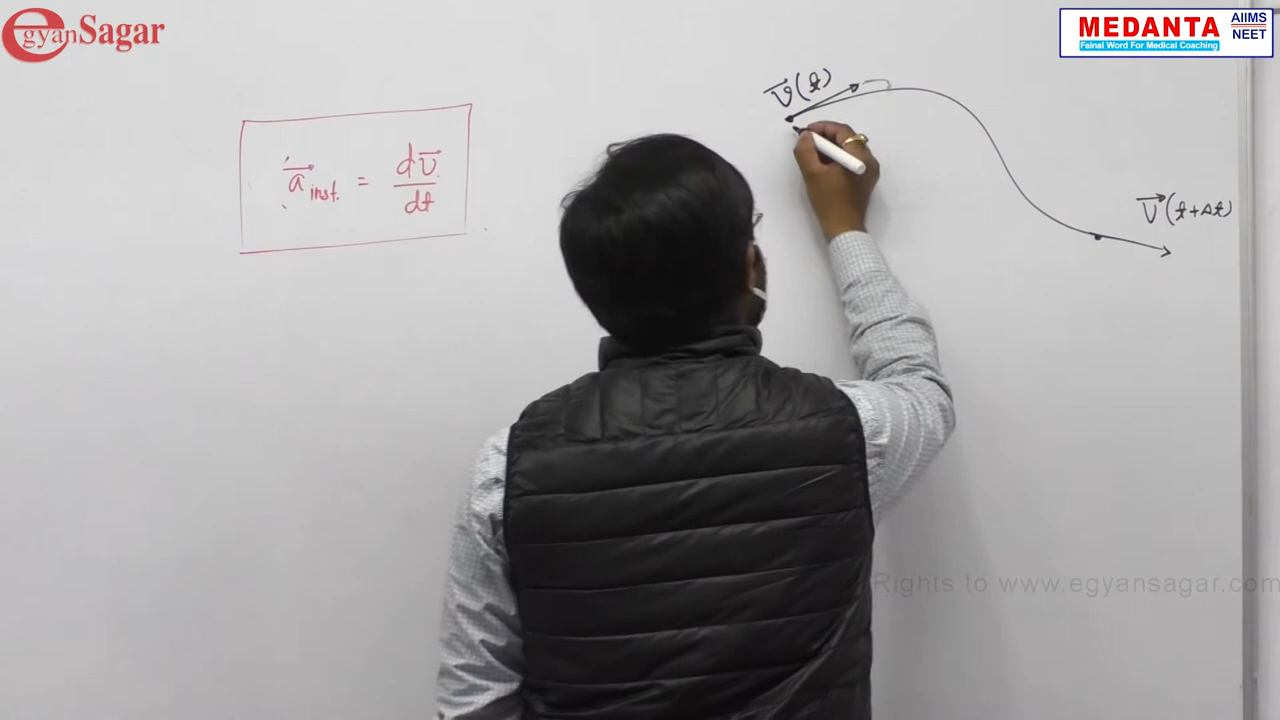 egyanSagar
MEDANTA
Fainal Word For Medical Coaching
AIIMS
NEET
v⃗(t)
a⃗ inst. = dv⃗/dt
v⃗(t+Δt)
Rights to www.egyansagar.com